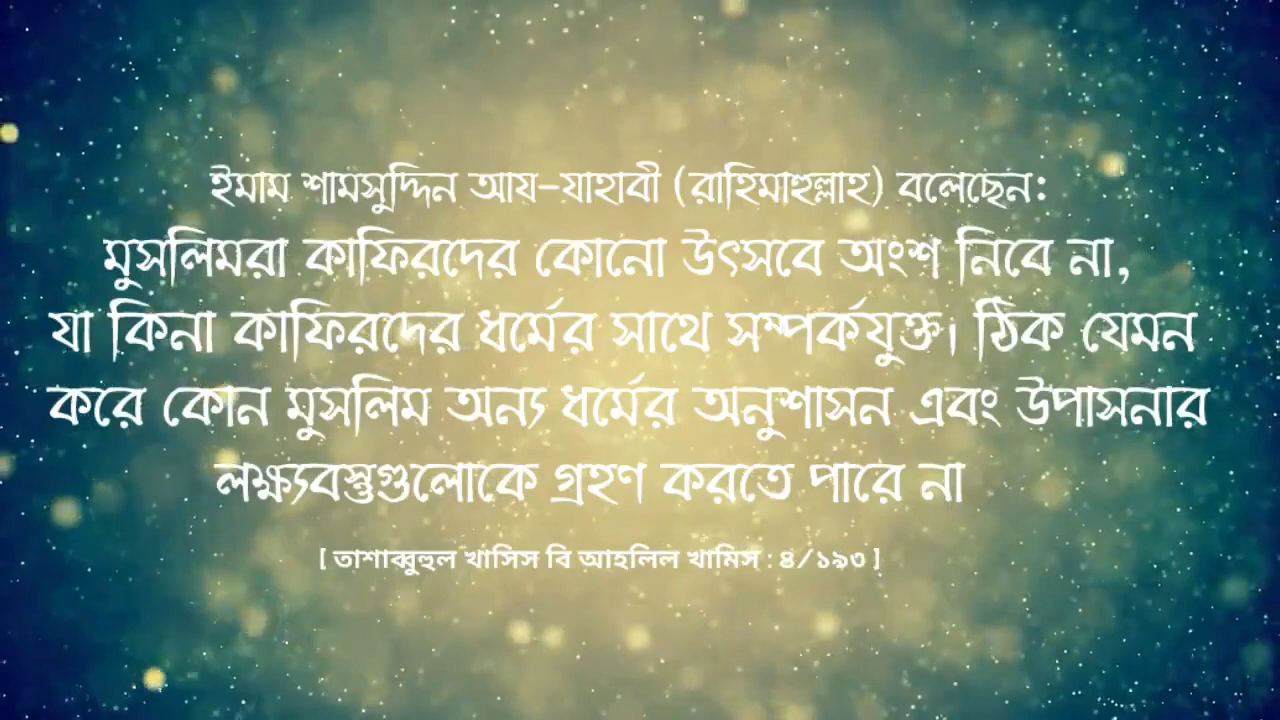 ইমাম শামসুদ্দিন আয-যাহাবী (রাহিমাহুল্লাহ) বলেছেন:
মুসলিমরা কাফিরদের কোনো উৎসবে অংশ নিবে না,
যা কিনা কাফিরদের ধর্মের সাথে সম্পর্কযুক্ত। ঠিক যেমন
করে কোন মুসলিম অন্য ধর্মের অনুশাসন এবং উপাসনার
লক্ষ্যবস্তুগুলোকে গ্রহণ করতে পারে না
[ তাশাব্বুহুল খাসিস বি আহলিল খামিস : ৪/১৯৩ ]